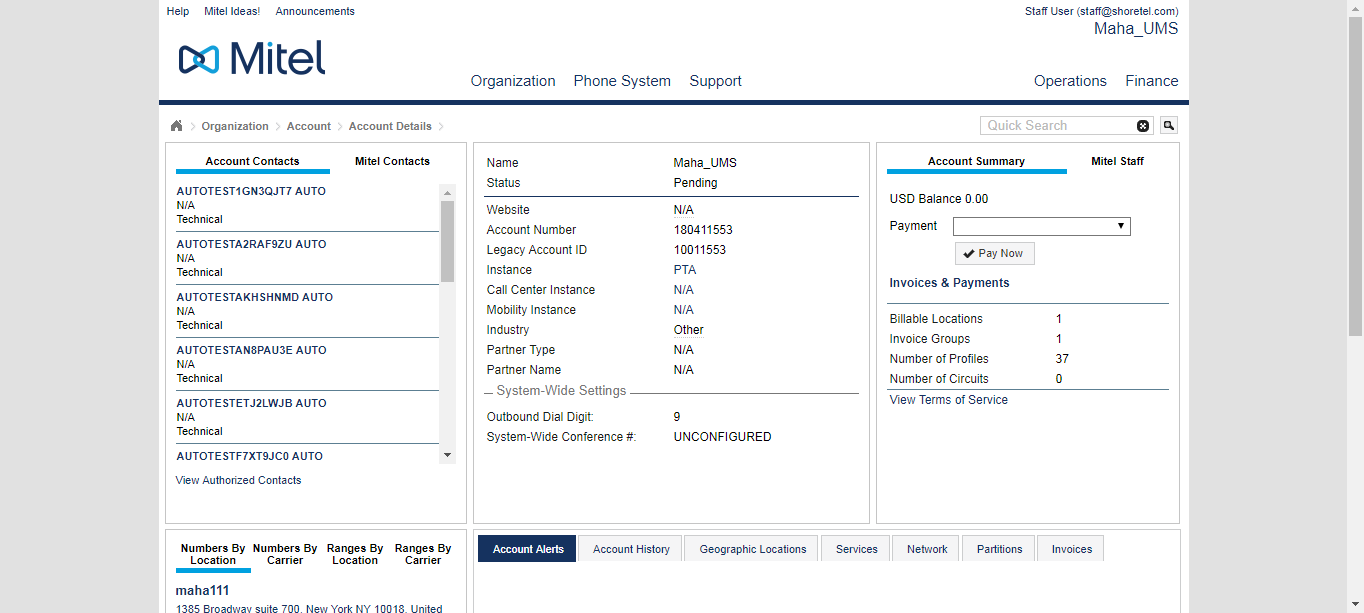 Help Mitel Ideas! Announcements
Staff User (staff@shoretel.com)
Maha_UMS
Mitel
Organization Phone System Support Operations Finance
Organization Account Account Details
Quick Search
Account Contacts Mitel Contacts
AUTOTEST1GN3QJT7 AUTO
N/A
Technical
AUTOTESTA2RAF9ZU AUTO
N/A
Technical
AUTOTESTAKHSHNMD AUTO
N/A
Technical
AUTOTESTAN8PAU3E AUTO
N/A
Technical
AUTOTESTETJ2LWJB AUTO
N/A
Technical
AUTOTESTF7XT9JC0 AUTO
View Authorized Contacts
Name Maha_UMS
Status Pending
Website N/A
Account Number 180411553
Legacy Account ID 10011553
Instance PTA
Call Center Instance N/A
Mobility Instance N/A
Industry Other
Partner Type N/A
Partner Name N/A
System-Wide Settings
Outbound Dial Digit: 9
System-Wide Conference #: UNCONFIGURED
Account Summary Mitel Staff
USD Balance 0.00
Payment
Pay Now
Invoices & Payments
Billable Locations 1
Invoice Groups 1
Number of Profiles 37
Number of Circuits 0
View Terms of Service
Numbers By Location Numbers By Carrier Ranges By Location Ranges By Carrier
maha111
1385 Broadway suite 700, New York NY 10018, United
Account Alerts Account History Geographic Locations Services Network Partitions Invoices